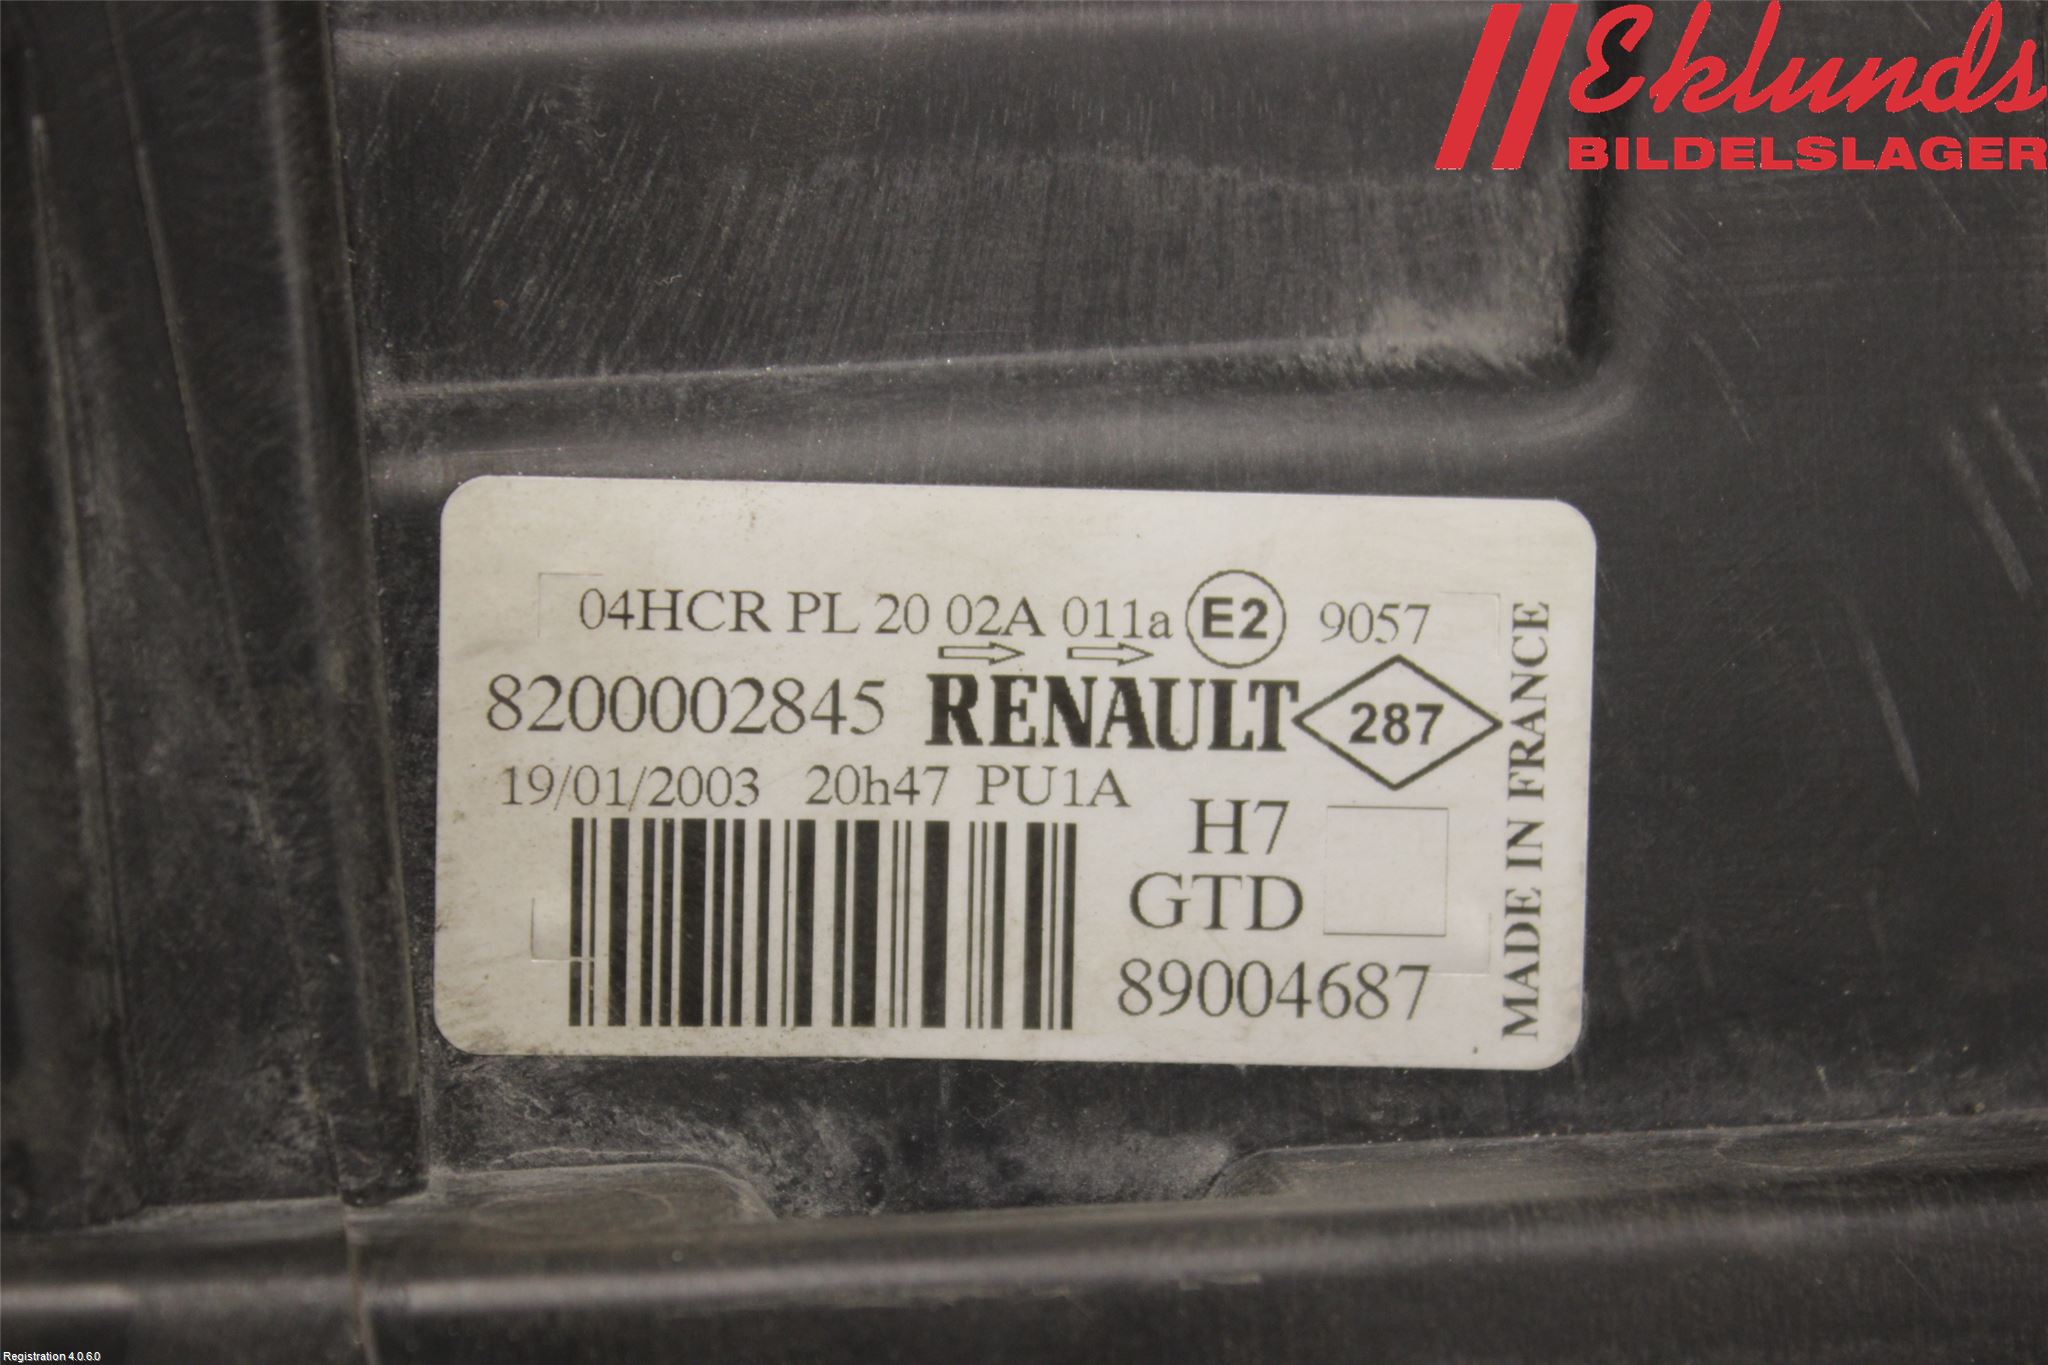 Eklunds
BILDELSLAGER
04HCR PL 20 02A 011a E2 9057
8200002845 RENAULT 287
19/01/2003 20h47 PU1A
H7
GTD
89004687
MADE IN FRANCE
Registration 4.0.6.0